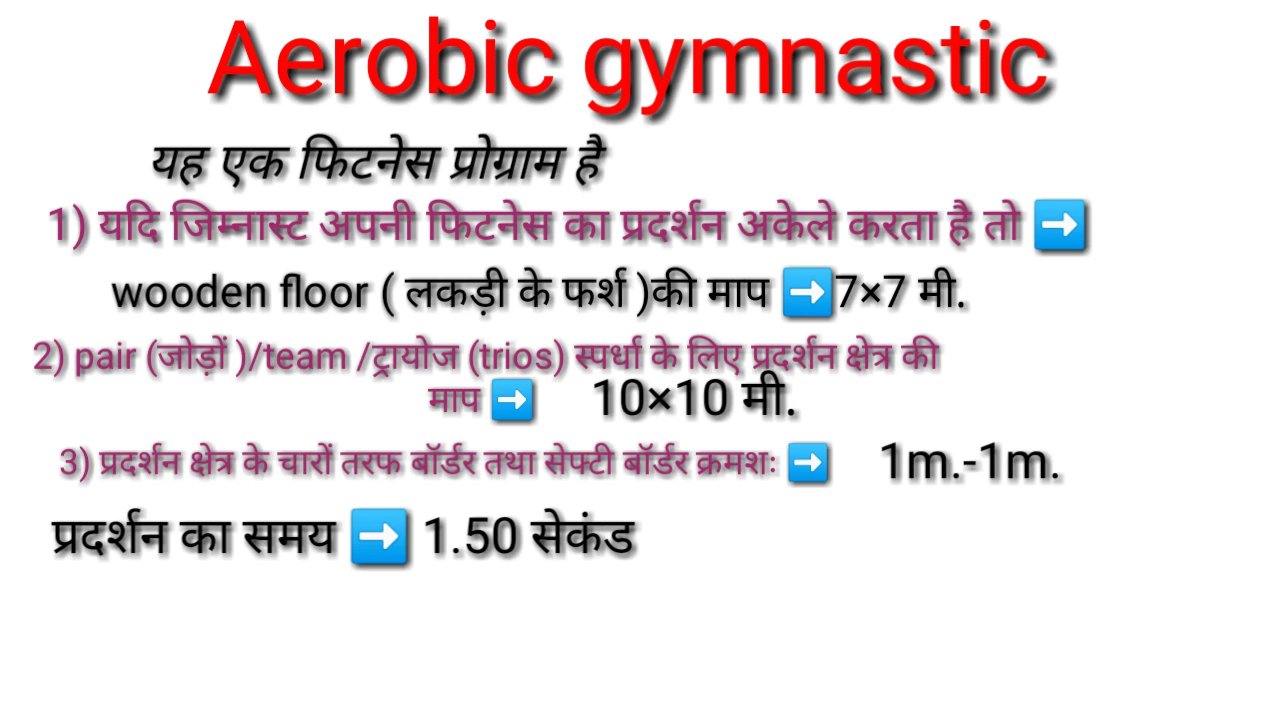 Aerobic gymnastic
यह एक फिटनेस प्रोग्राम है
1) यदि जिम्नास्ट अपनी फिटनेस का प्रदर्शन अकेले करता है तो ➡
wooden floor ( लकड़ी के फर्श )की माप ➡7×7 मी.
2) pair (जोड़ों )/team /ट्रायोज (trios) स्पर्धा के लिए प्रदर्शन क्षेत्र की
माप ➡ 10×10 मी.
3) प्रदर्शन क्षेत्र के चारों तरफ बॉर्डर तथा सेफ्टी बॉर्डर क्रमशः ➡ 1m.-1m.
प्रदर्शन का समय ➡ 1.50 सेकंड